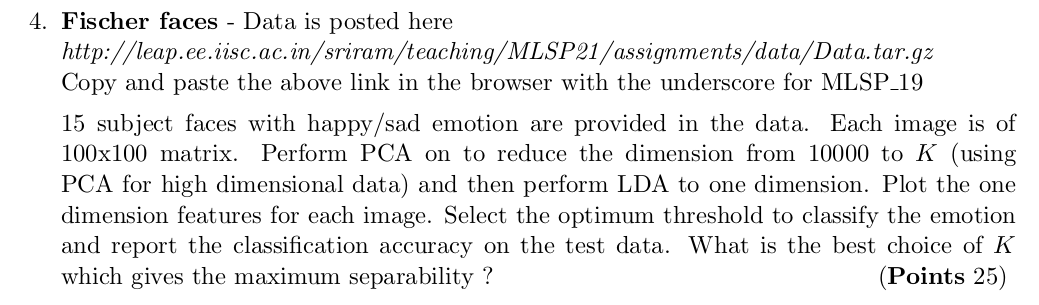 4. Fischer faces - Data is posted here
http://leap.ee.iisc.ac.in/sriram/teaching/MLSP21/assignments/data/Data.tar.gz
Copy and paste the above link in the browser with the underscore for MLSP_19
15 subject faces with happy/sad emotion are provided in the data. Each image is of
100x100 matrix. Perform PCA on to reduce the dimension from 10000 to K (using
PCA for high dimensional data) and then perform LDA to one dimension. Plot the one
dimension features for each image. Select the optimum threshold to classify the emotion
and report the classification accuracy on the test data. What is the best choice of K
which gives the maximum separability ? (Points 25)